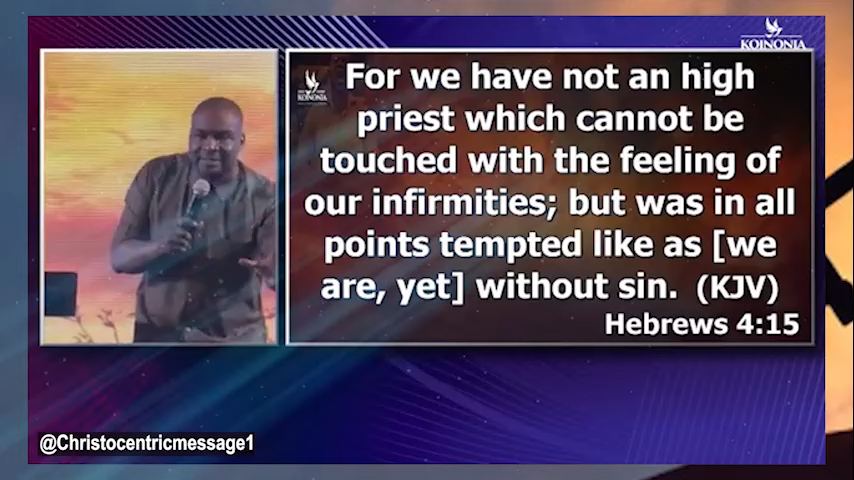 KOINONIA
KOINONIA
For we have not an high
priest which cannot be
touched with the feeling of
our infirmities; but was in all
points tempted like as [we
are, yet] without sin. (KJV)
Hebrews 4:15
@Christocentricmessage1